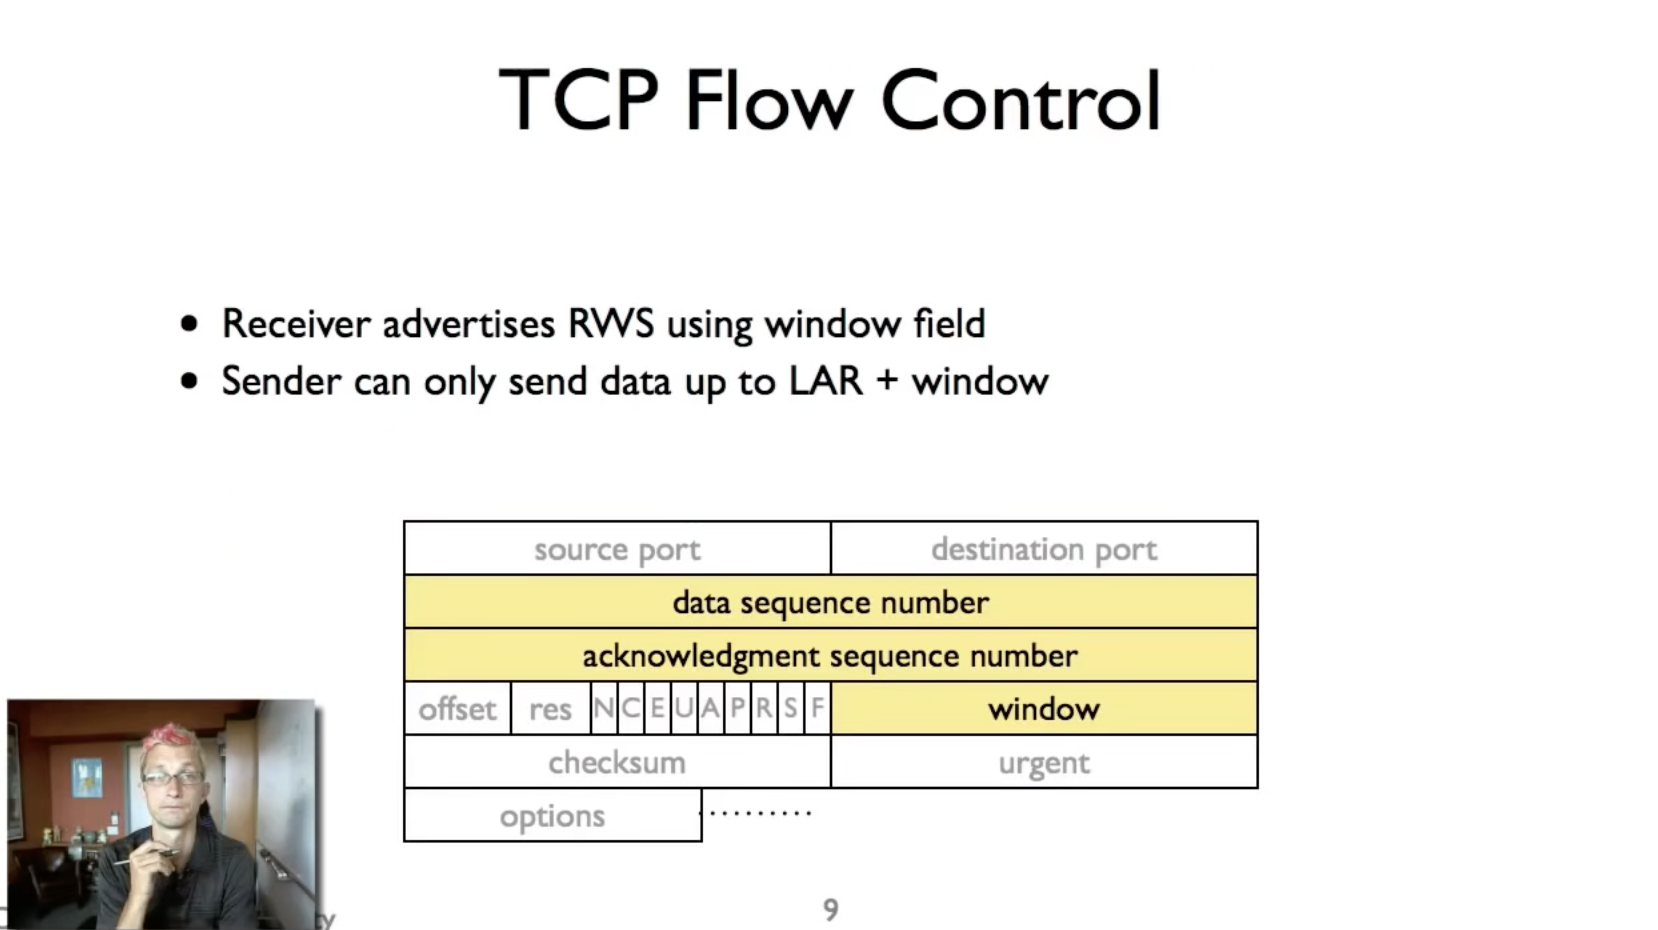 TCP Flow Control
• Receiver advertises RWS using window field
• Sender can only send data up to LAR + window
source port destination port
data sequence number
acknowledgment sequence number
offset res N C E U A P R S F window
checksum urgent
options ..........
9